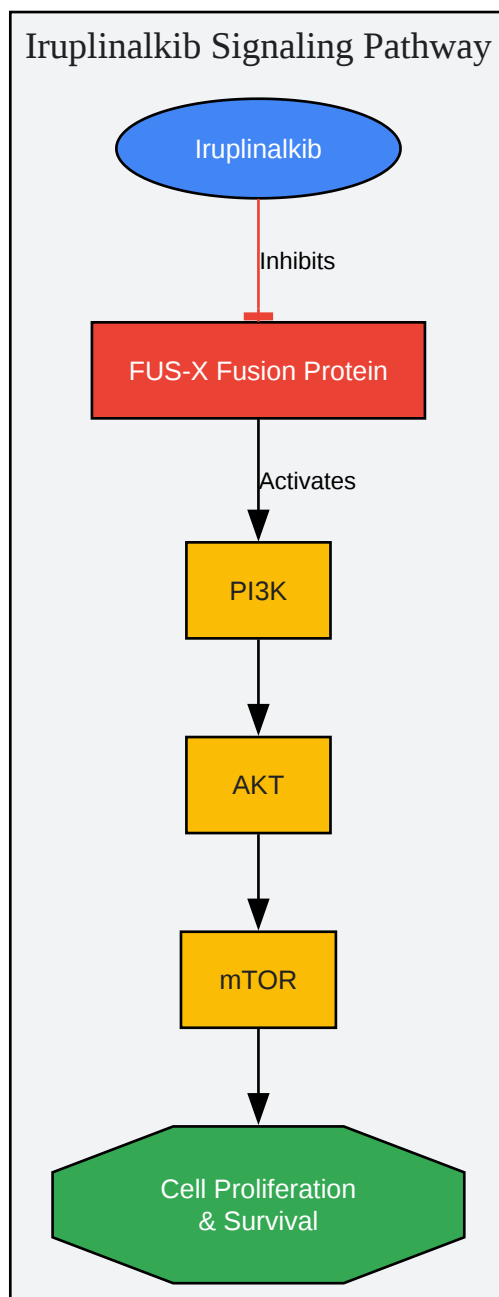 Iruplinalkib Signaling Pathway
Iruplinalkib
Inhibits
FUS-X Fusion Protein
Activates
PI3K
AKT
mTOR
Cell Proliferation
& Survival